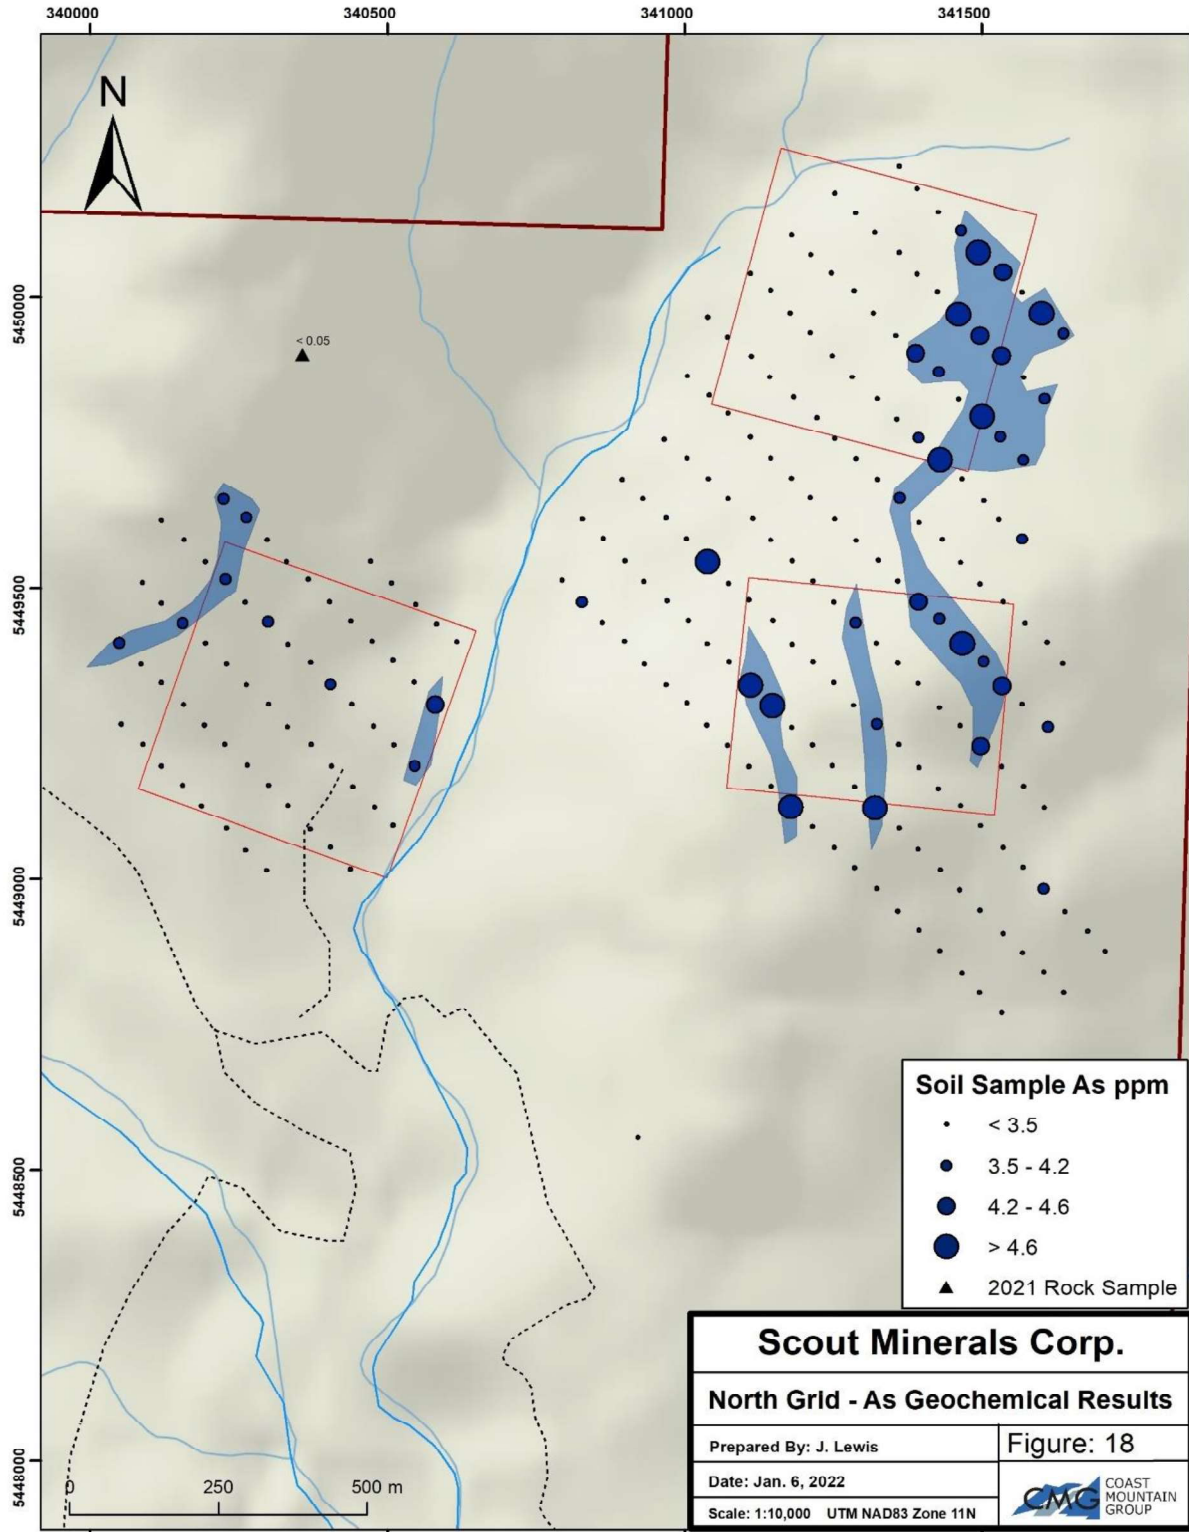 340000 340500 341000 341500
N
5450000
< 0.05
5449500
5449000
5448500
5448000
Soil Sample As ppm
< 3.5
3.5 - 4.2
4.2 - 4.6
> 4.6
2021 Rock Sample
Scout Minerals Corp.
North Grid - As Geochemical Results
Prepared By: J. Lewis
Figure: 18
Date: Jan. 6, 2022
Scale: 1:10,000 UTM NAD83 Zone 11N
CMG
COAST
MOUNTAIN
GROUP
0 250 500 m